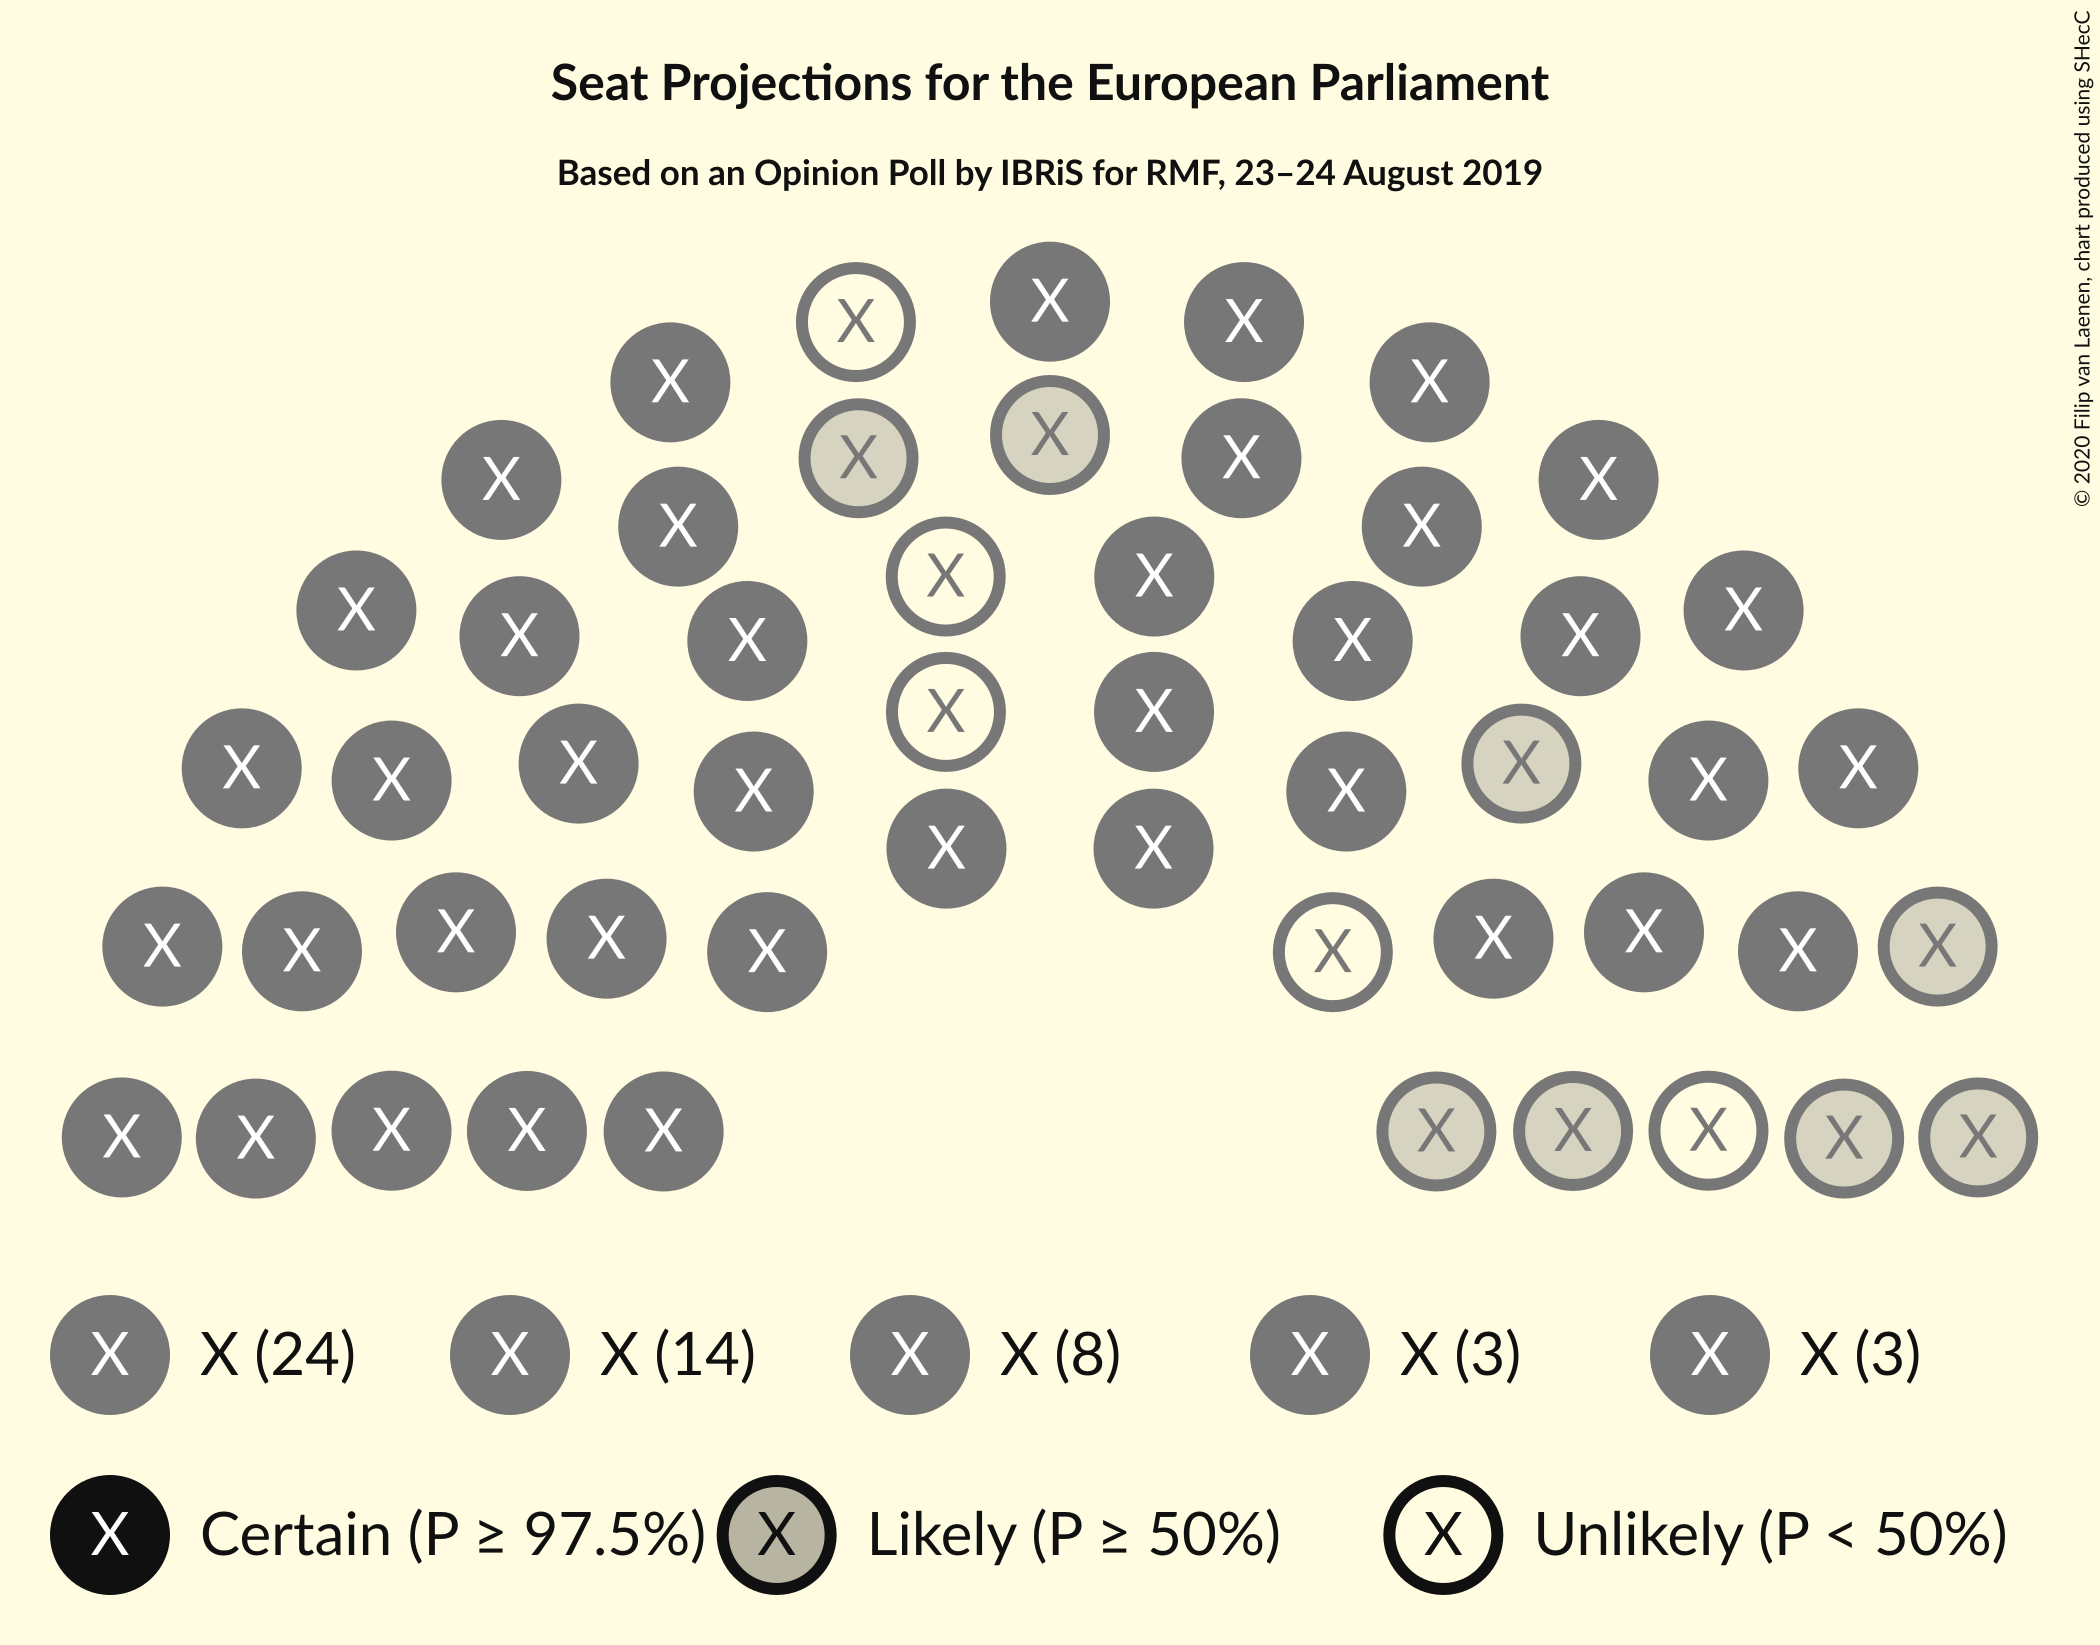 Seat Projections for the European Parliament
Based on an Opinion Poll by IBRiS for RMF, 23–24 August 2019
© 2020 Filip van Laenen, chart produced using SHecC
X X X
X X
X X X
X X
X X
X X
X X
X X X X
X X
X X X X
X X X X
X X
X X X X X X X X X X
X X X X X X X X X X
X X (24) X X (14) X X (8) X X (3) X X (3)
X Certain (P ≥ 97.5%) X Likely (P ≥ 50%) X Unlikely (P < 50%)